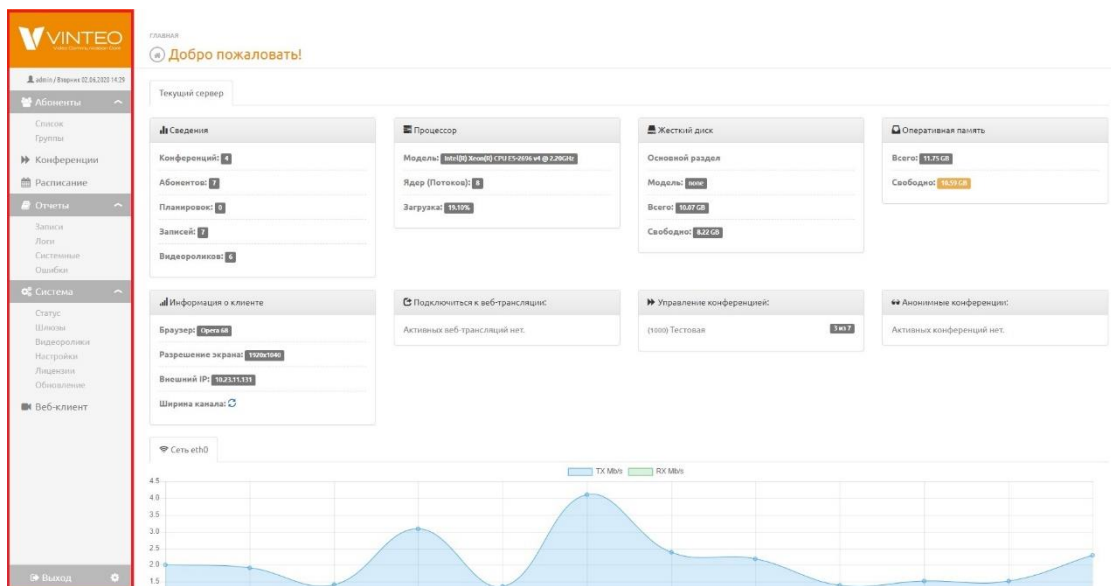 VINTEO
admin / Вторник 02.06.2020 14:29
Абоненты
Список
Группы
Конференции
Расписание
Отчеты
Записи
Логи
Системные
Ошибки
Система
Статус
Шлюзы
Видеоролики
Настройки
Лицензии
Обновление
Веб-клиент
Выход
ГЛАВНАЯ
Добро пожаловать!
Текущий сервер
Сведения
Конференций: 4
Абонентов: 7
Планировок: 0
Записей: 7
Видеороликов: 6
Процессор
Модель: Intel(R) Xeon(R) CPU E5-2696 v4 @ 2.20GHz
Ядер (Потоков): 8
Загрузка: 19.10%
Жесткий диск
Основной раздел
Модель: none
Всего: 10.87 GB
Свободно: 8.22 GB
Оперативная память
Всего: 11.75 GB
Свободно:
Информация о клиенте
Браузер: Opera 68
Разрешение экрана: 1920x1040
Внешний IP: 10.23.11.131
Ширина канала:
Подключиться к веб-трансляции:
Активных веб-трансляций нет.
Управление конференцией:
(1000) Тестовая 3 из 7
Анонимные конференции:
Активных конференций нет.
Сеть eth0
TX Mb/s RX Mb/s
4.5
4.0
3.5
3.0
2.5
2.0
1.5